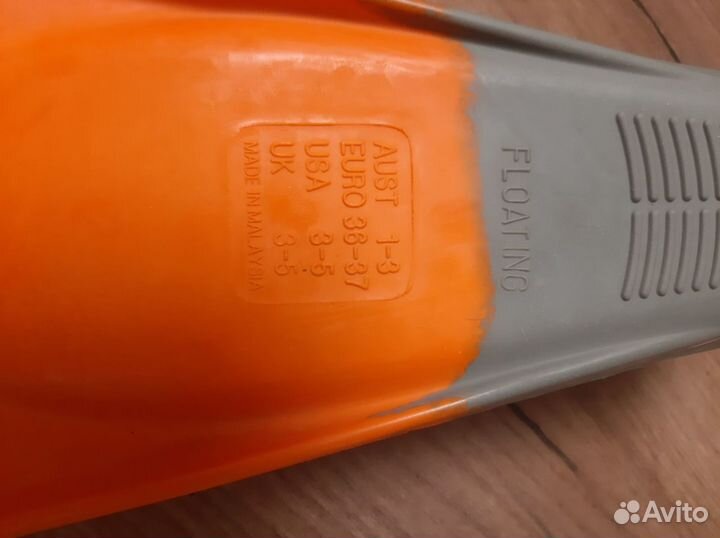 AUST 1-3
EURO 36-37
USA 3-5
UK 3-5
MADE IN MALAYSIA
FLOATING
Avito